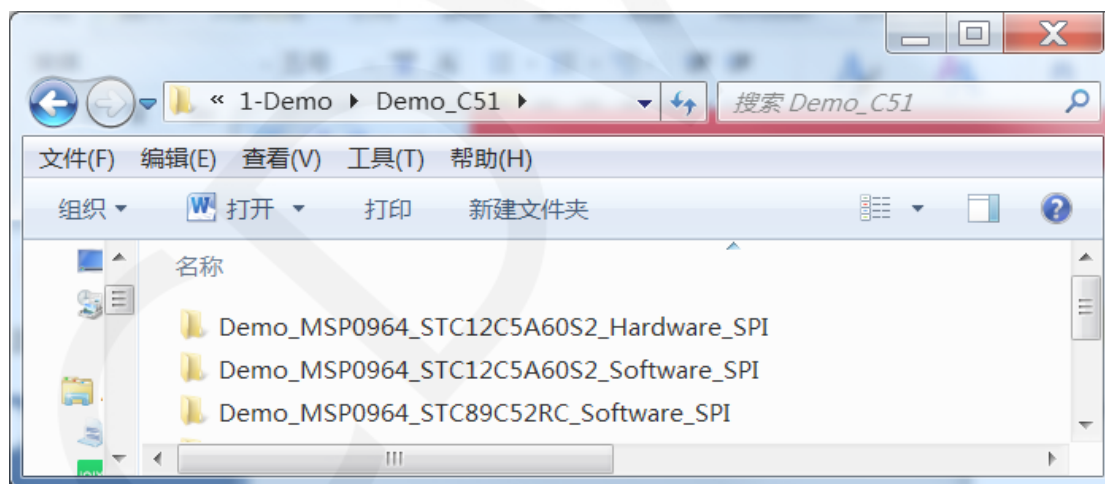 « 1-Demo ▸ Demo_C51 ▸ 搜索 Demo_C51
文件(F) 编辑(E) 查看(V) 工具(T) 帮助(H)
组织 打开 打印 新建文件夹
名称
Demo_MSP0964_STC12C5A60S2_Hardware_SPI
Demo_MSP0964_STC12C5A60S2_Software_SPI
Demo_MSP0964_STC89C52RC_Software_SPI